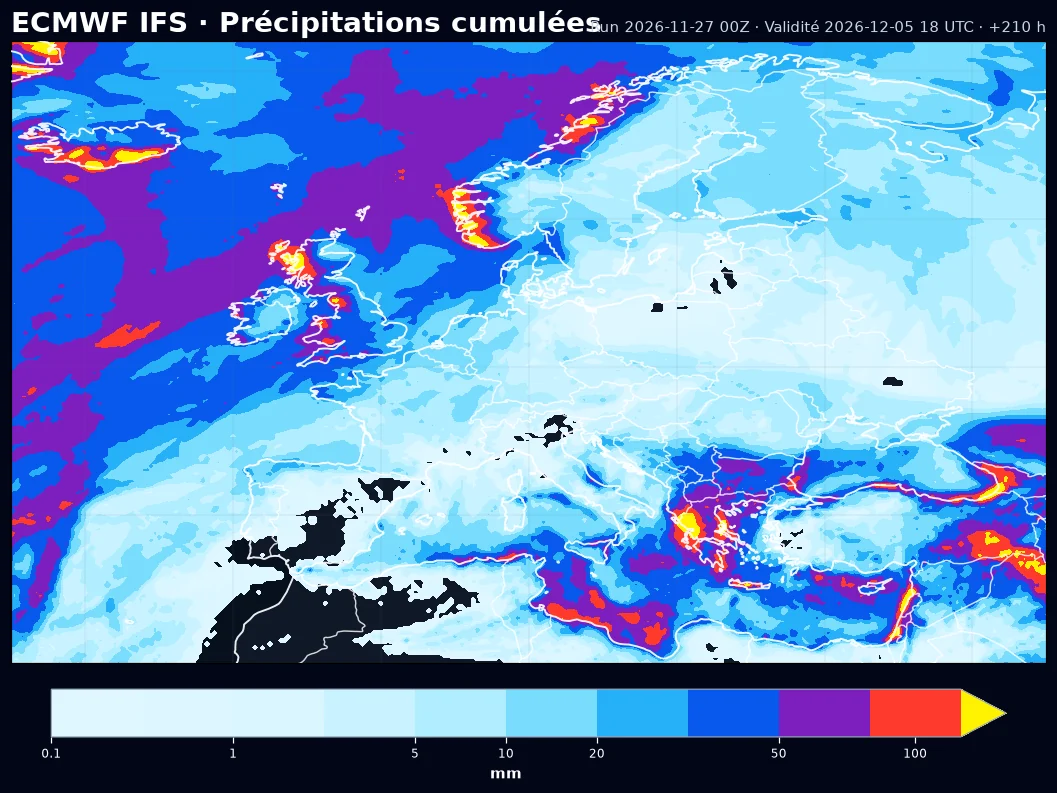 ECMWF IFS · Précipitations cumulées
Run 2026-11-27 00Z · Validité 2026-12-05 18 UTC · +210 h
0.1 1 5 10 20 50 100
mm